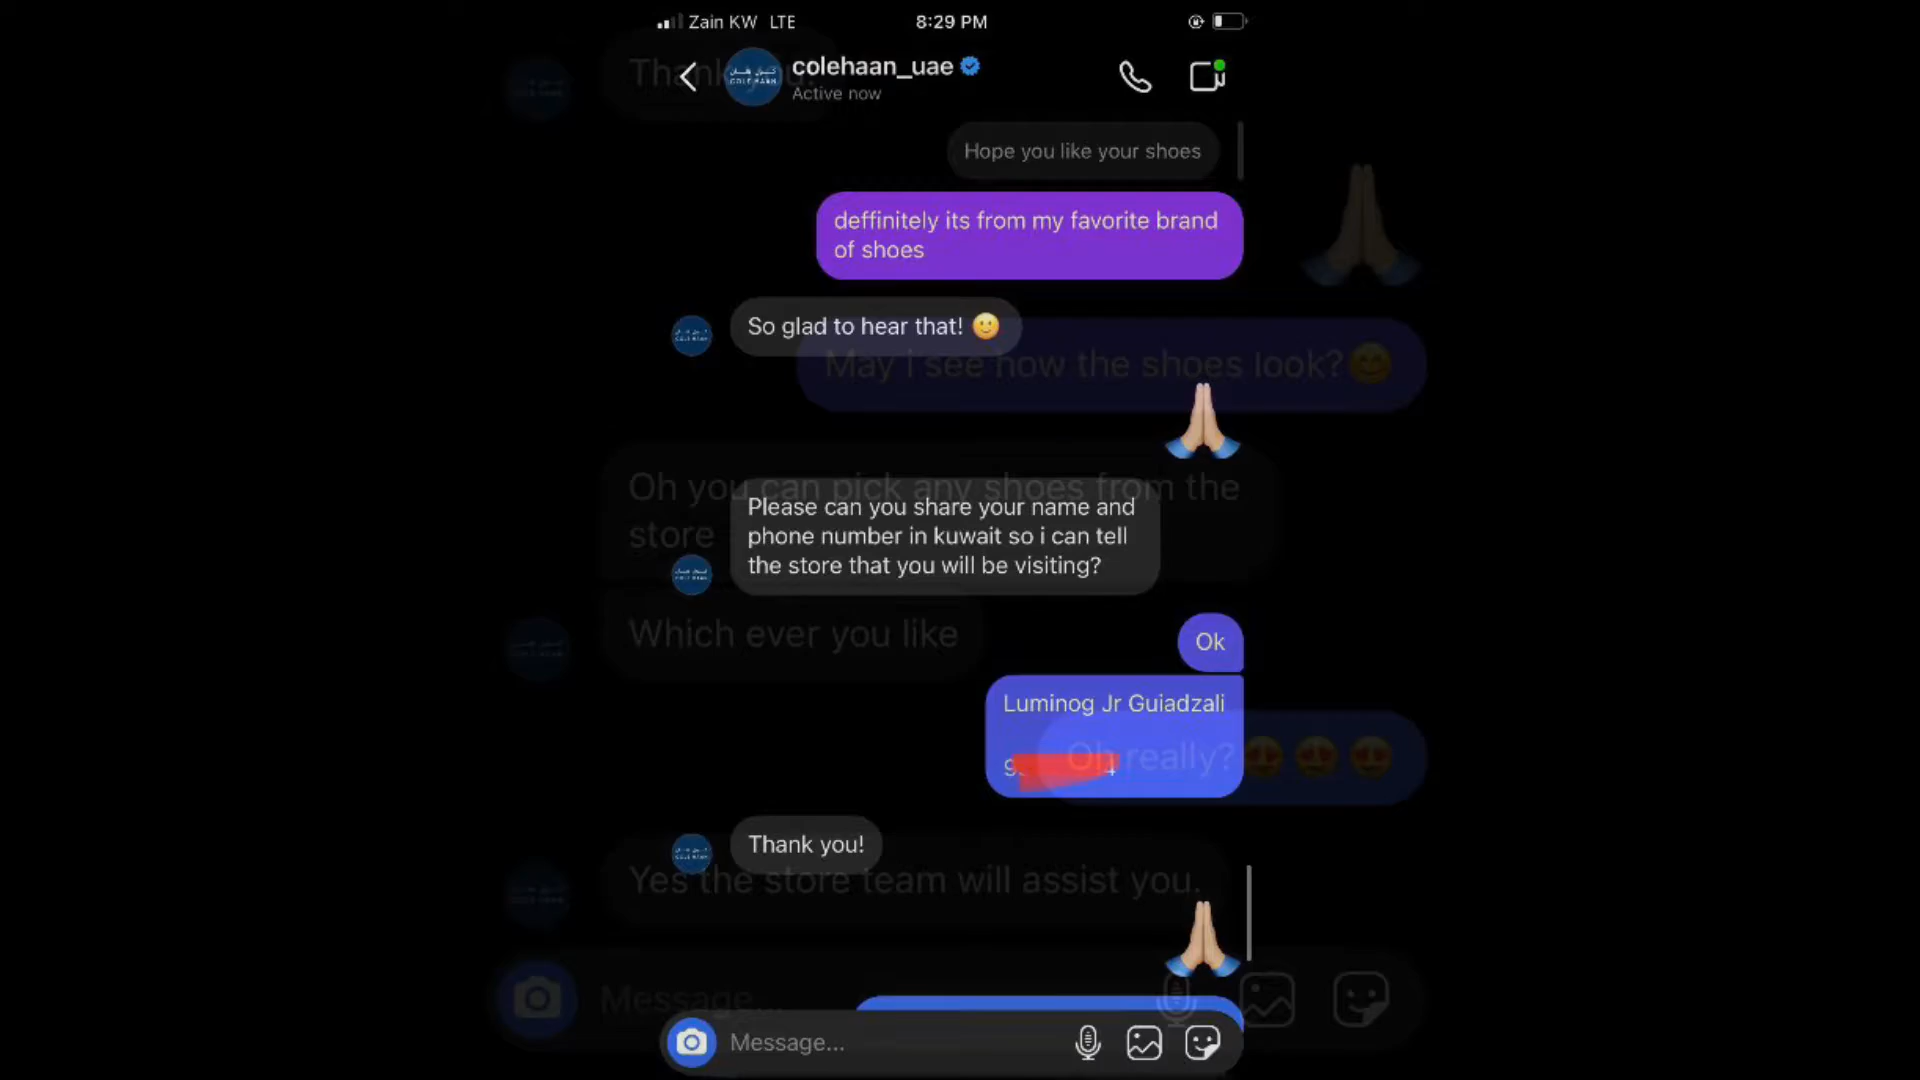 Zain KW LTE
8:29 PM
Thank you!
colehaan_uae
Active now
COLE HAAN
Hope you like your shoes
deffinitely its from my favorite brand
of shoes
So glad to hear that!
May i see how the shoes look?
Oh you can pick any shoes from the
store
Please can you share your name and
phone number in kuwait so i can tell
the store that you will be visiting?
Which ever you like
Ok
Luminog Jr Guiadzali
Oh really?
Thank you!
Yes the store team will assist you.
Message...
Message...